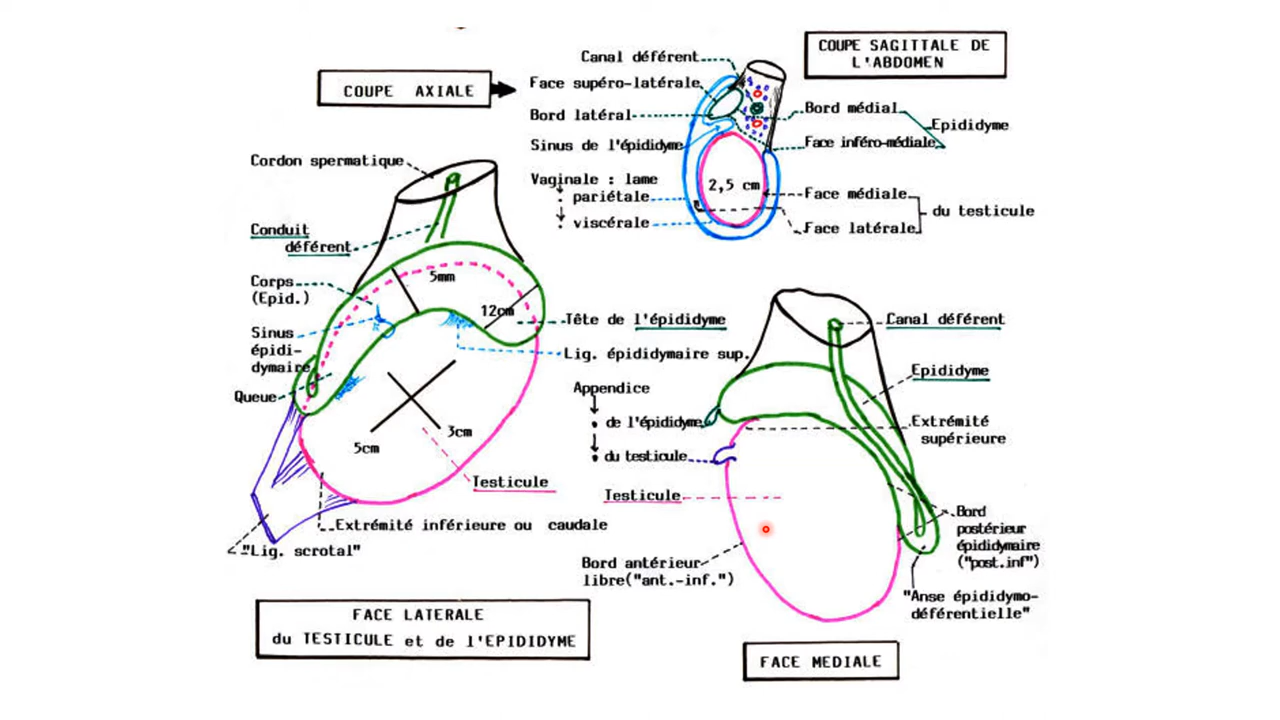 COUPE AXIALE
Canal déférent
Face supéro-latérale
Bord latéral
Sinus de l'épididyme
Vaginale : lame
pariétale
viscérale
2,5 cm
COUPE SAGITTALE DE
L'ABDOMEN
Bord médial
Epididyme
Face inféro-médiale
Face médiale
du testicule
Face latérale
Cordon spermatique
Conduit
déférent
Corps
(Epid.)
Sinus
épidi-
dymaire
Queue
5mm
12cm
Tête de l'épididyme
Lig. épididymaire sup.
5cm
3cm
Testicule
Extrémité inférieure ou caudale
"Lig. scrotal"
FACE LATERALE
du TESTICULE et de l'EPIDIDYME
Appendice
de l'épididyme
du testicule
Testicule
Bord antérieur
libre("ant.-inf.")
Canal déférent
Epididyme
Extrémité
supérieure
Bord
postérieur
épididymaire
("post.inf")
"Anse épididymo-
déférentielle"
FACE MEDIALE